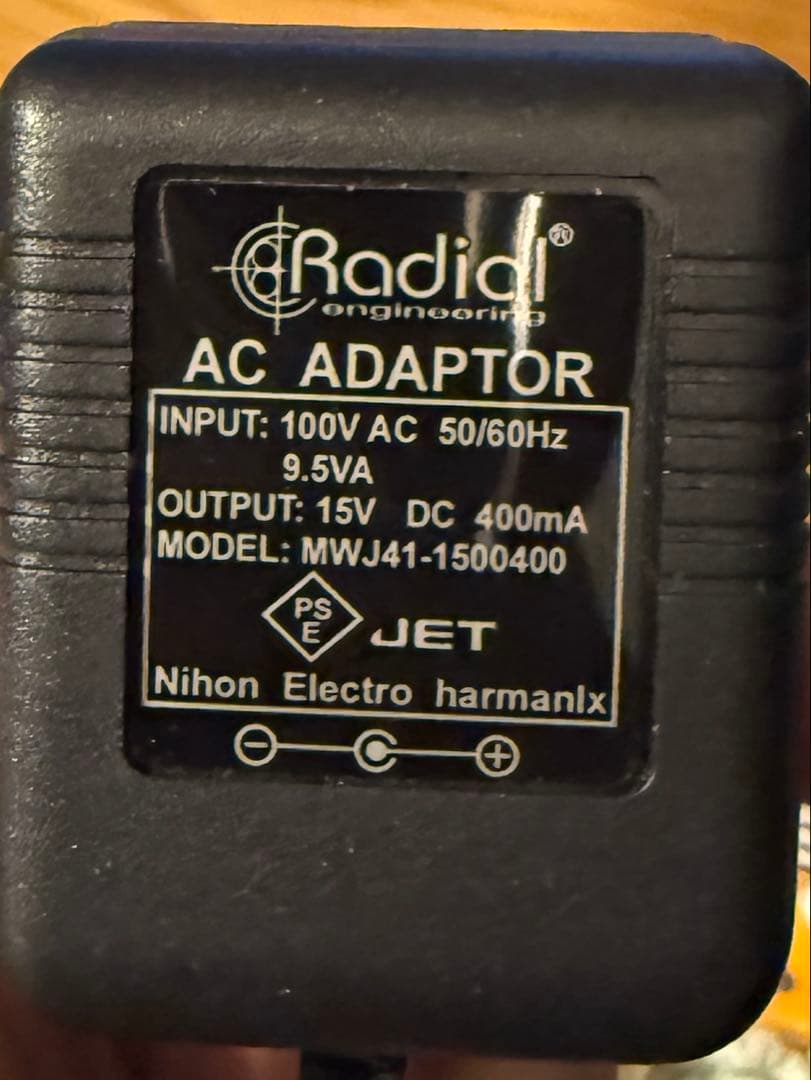 Radial®
engineering
AC ADAPTOR
INPUT: 100V AC 50/60Hz
9.5VA
OUTPUT: 15V DC 400mA
MODEL: MWJ41-1500400
PS
E
JET
Nihon Electro harmanIx